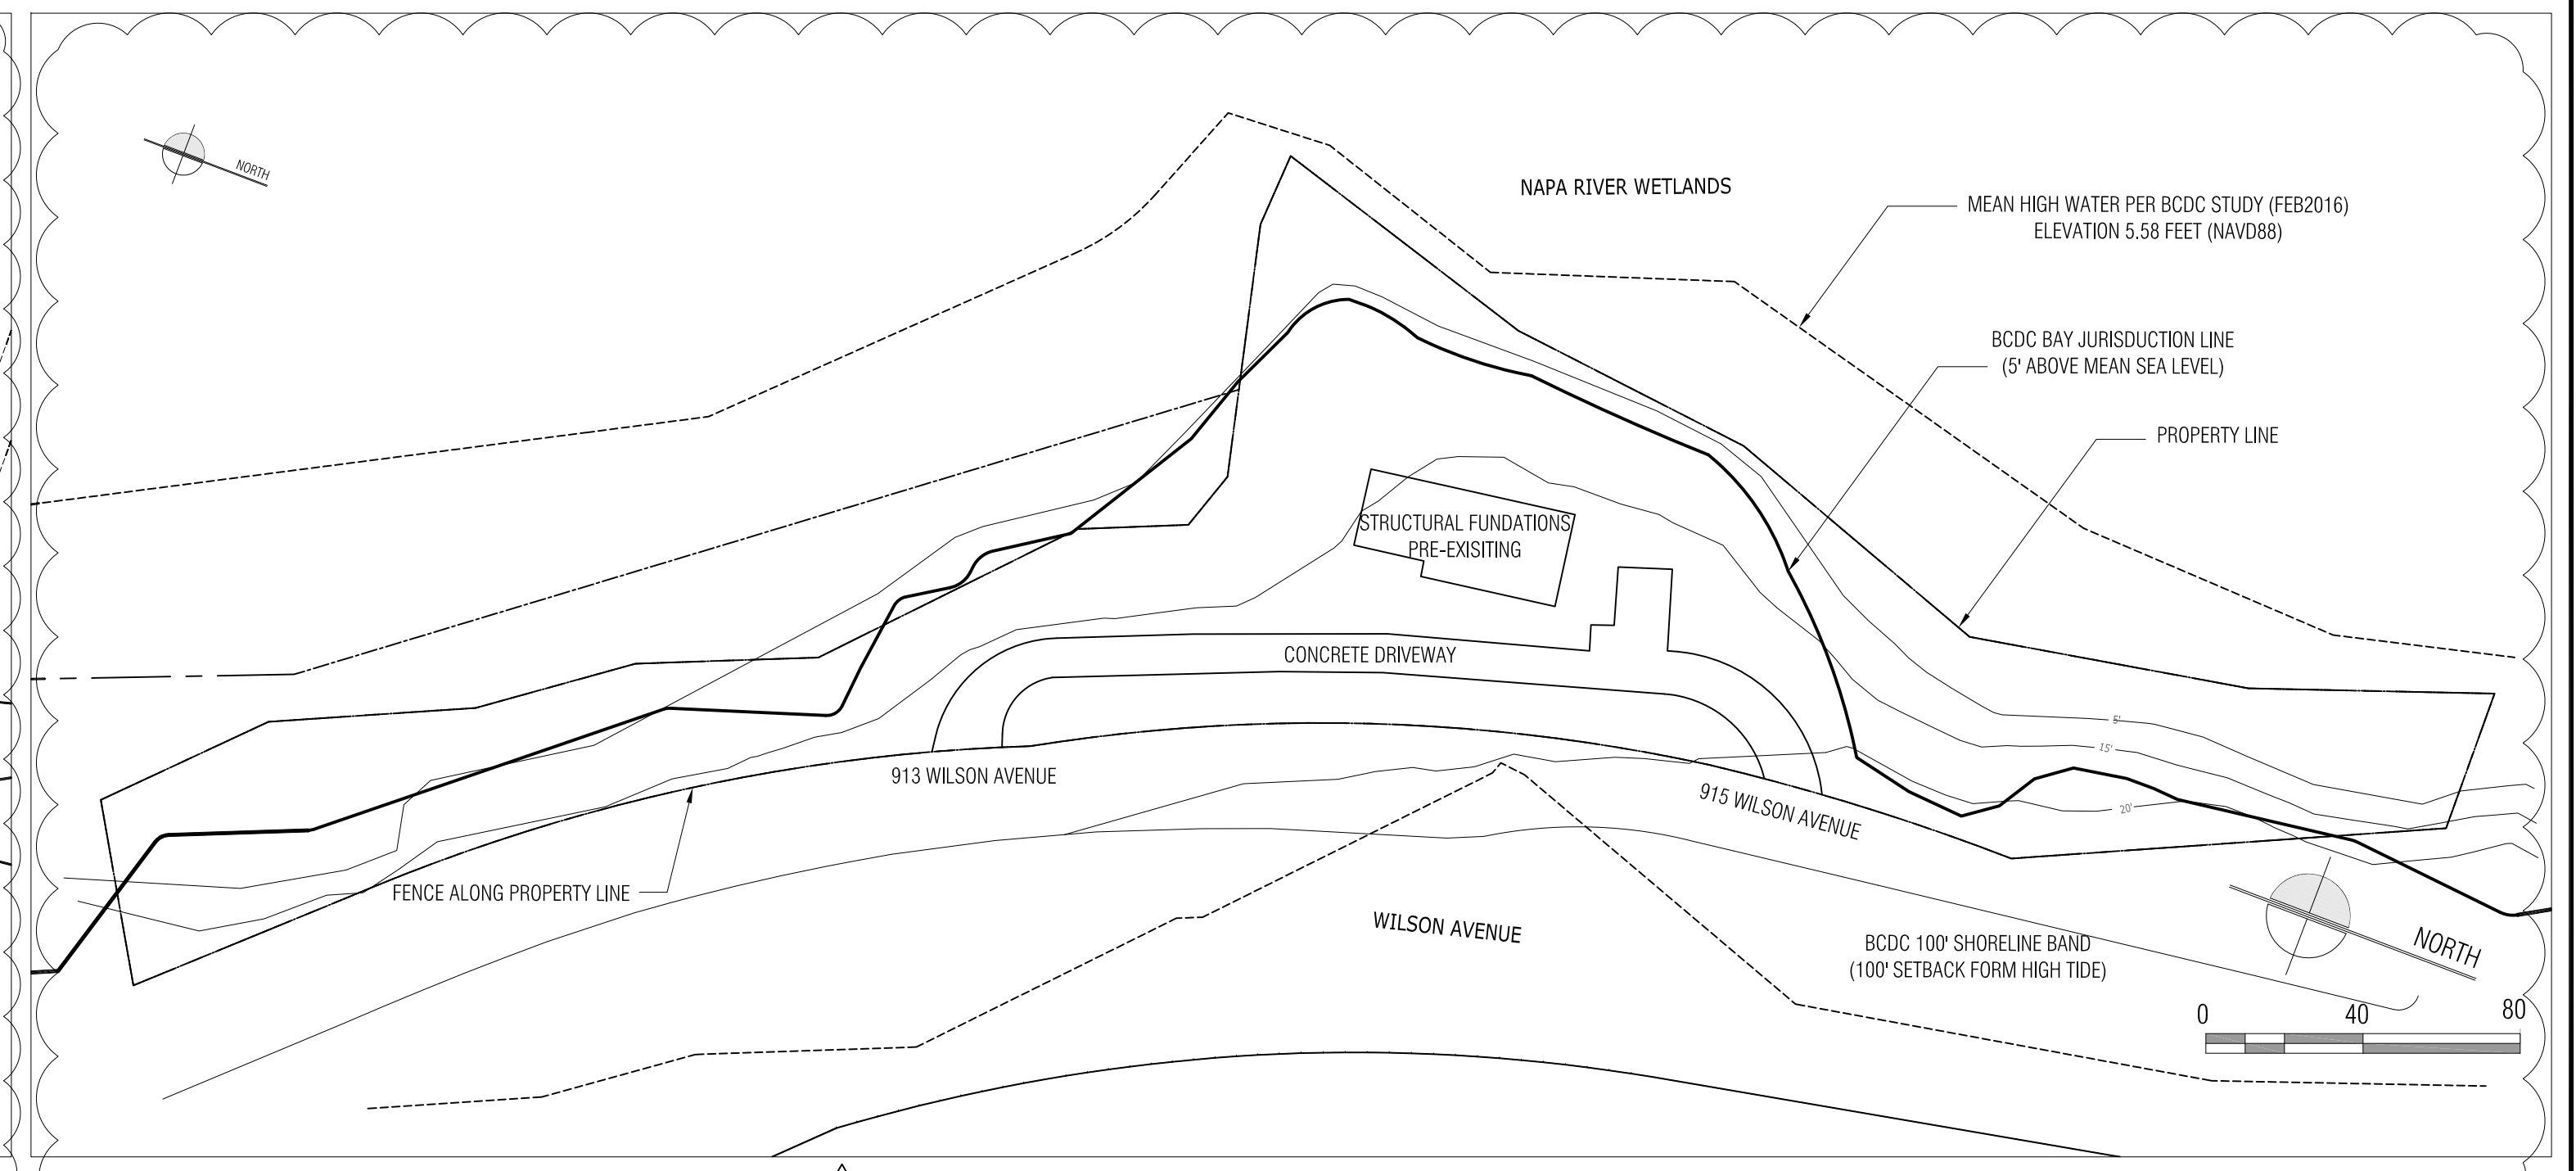 NORTH
NAPA RIVER WETLANDS
MEAN HIGH WATER PER BCDC STUDY (FEB2016)
ELEVATION 5.58 FEET (NAVD88)
BCDC BAY JURISDUCTION LINE
(5' ABOVE MEAN SEA LEVEL)
PROPERTY LINE
STRUCTURAL FUNDATIONS
PRE-EXISITING
CONCRETE DRIVEWAY
5'
15'
20'
913 WILSON AVENUE
915 WILSON AVENUE
FENCE ALONG PROPERTY LINE
WILSON AVENUE
BCDC 100' SHORELINE BAND
(100' SETBACK FORM HIGH TIDE)
NORTH
0 40 80